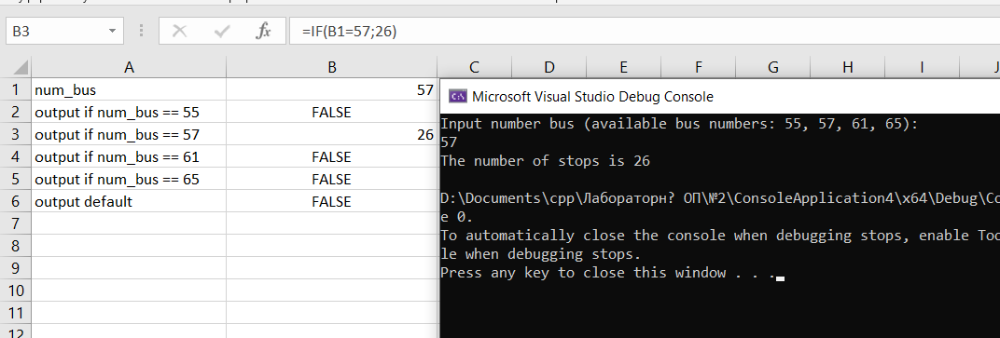 B3 fx =IF(B1=57;26)
A B C D E F G H I J
1 num_bus 57
2 output if num_bus == 55 FALSE
3 output if num_bus == 57 26
4 output if num_bus == 61 FALSE
5 output if num_bus == 65 FALSE
6 output default FALSE
7
8
9
10
11
12
C:\ Microsoft Visual Studio Debug Console
Input number bus (available bus numbers: 55, 57, 61, 65):
57
The number of stops is 26
D:\Documents\cpp\Лабораторн? ОП\№2\ConsoleApplication4\x64\Debug\Co
e 0.
To automatically close the console when debugging stops, enable Too
le when debugging stops.
Press any key to close this window . . .